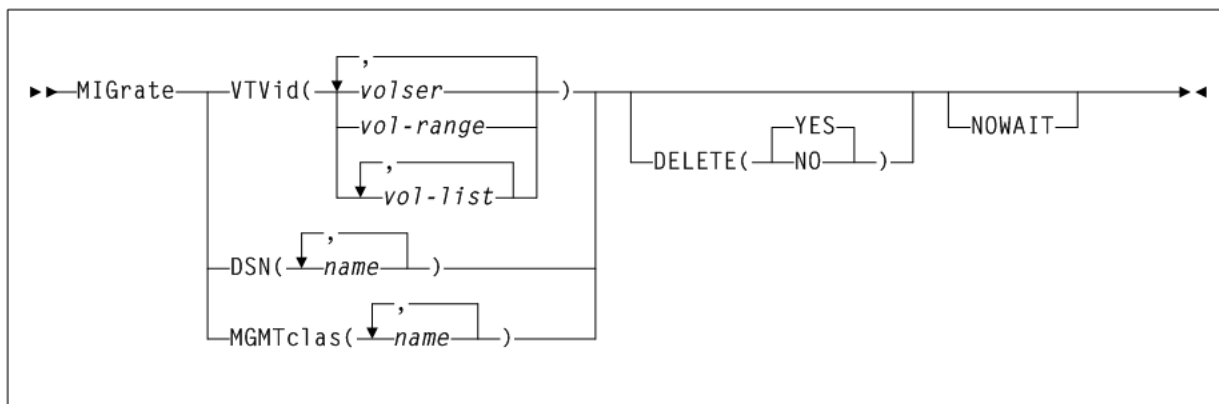 ,
MIGrate VTVid( volser )
vol-range
,
vol-list
YES
DELETE( NO )
NOWAIT
,
DSN( name )
,
MGMTclas( name )